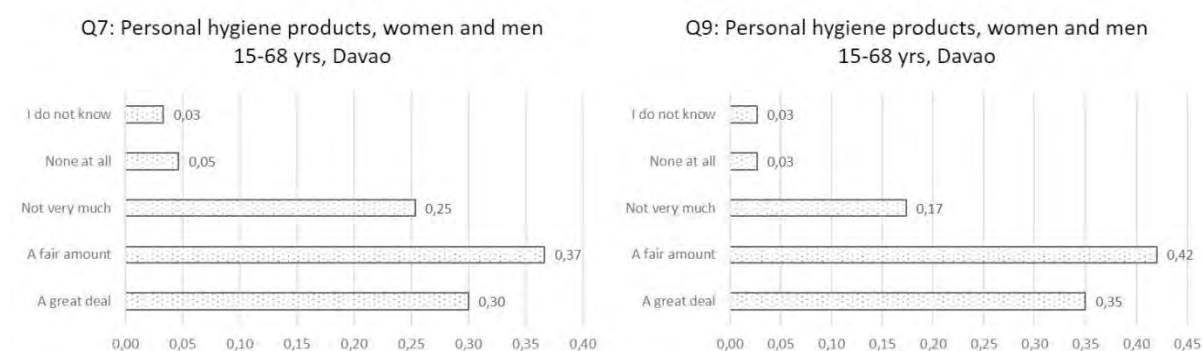 Q7: Personal hygiene products, women and men
15-68 yrs, Davao
I do not know
0,03
None at all
0,05
Not very much
0,25
A fair amount
0,37
A great deal
0,30
0,00 0,05 0,10 0,15 0,20 0,25 0,30 0,35 0,40
Q9: Personal hygiene products, women and men
15-68 yrs, Davao
I do not know
0,03
None at all
0,03
Not very much
0,17
A fair amount
0,42
A great deal
0,35
0,00 0,05 0,10 0,15 0,20 0,25 0,30 0,35 0,40 0,45